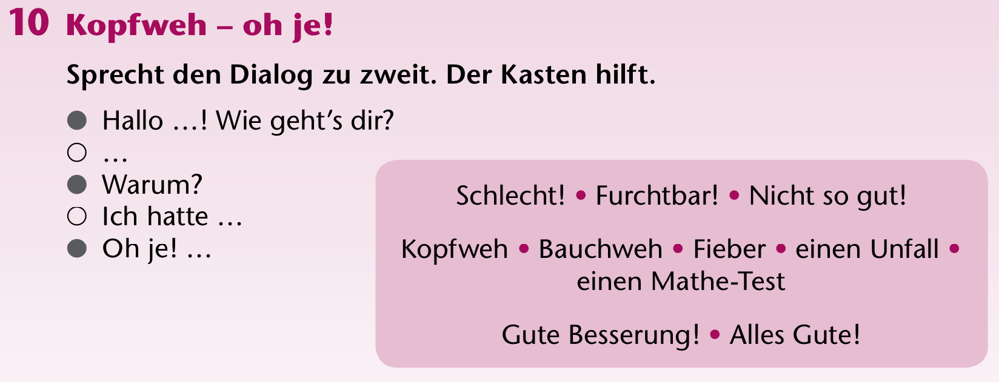 10 Kopfweh – oh je!
Sprecht den Dialog zu zweit. Der Kasten hilft.
● Hallo …! Wie geht’s dir?
○ …
● Warum?
○ Ich hatte …
● Oh je! …
Schlecht! • Furchtbar! • Nicht so gut!
Kopfweh • Bauchweh • Fieber • einen Unfall •
einen Mathe-Test
Gute Besserung! • Alles Gute!